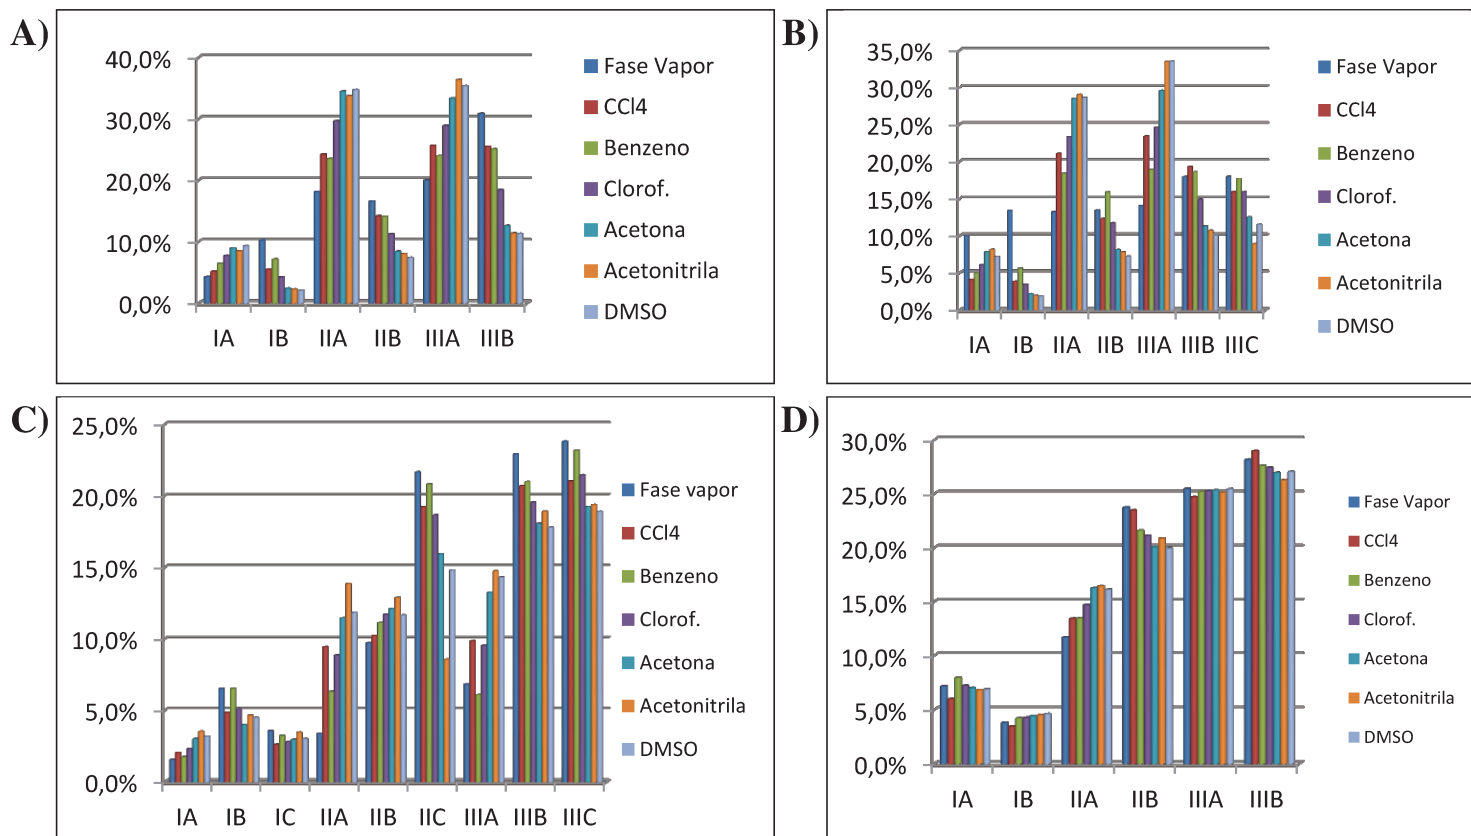 A)
40,0%
30,0%
20,0%
10,0%
0,0%
IA IB IIA IIB IIIA IIIB
Fase Vapor
CCl4
Benzeno
Clorof.
Acetona
Acetonitrila
DMSO
B)
35,0%
30,0%
25,0%
20,0%
15,0%
10,0%
5,0%
0,0%
IA IB IIA IIB IIIA IIIB IIIC
Fase Vapor
CCl4
Benzeno
Clorof.
Acetona
Acetonitrila
DMSO
C)
25,0%
20,0%
15,0%
10,0%
5,0%
0,0%
IA IB IC IIA IIB IIC IIIA IIIB IIIC
Fase vapor
CCl4
Benzeno
Clorof.
Acetona
Acetonitrila
DMSO
D)
30,0%
25,0%
20,0%
15,0%
10,0%
5,0%
0,0%
IA IB IIA IIB IIIA IIIB
Fase Vapor
CCl4
Benzeno
Clorof.
Acetona
Acetonitrila
DMSO